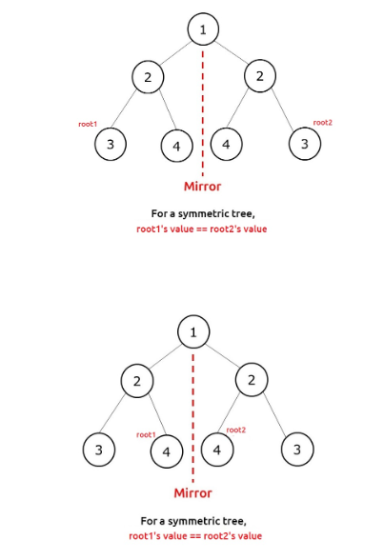 1
2 2
root1 root2
3 4 4 3
Mirror
For a symmetric tree,
root1's value == root2's value
1
2 2
root1 root2
3 4 4 3
Mirror
For a symmetric tree,
root1's value == root2's value